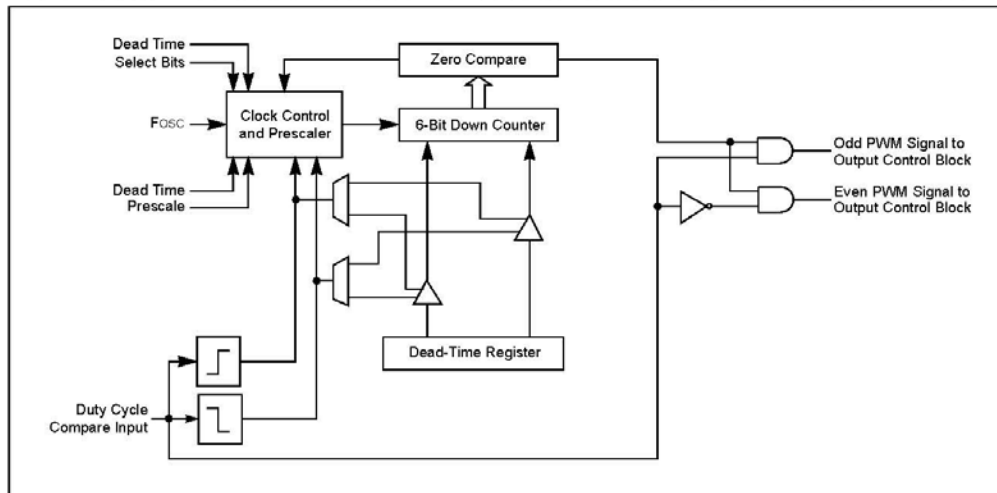 Dead Time
Select Bits
Zero Compare
FOSC
Clock Control
and Prescaler
6-Bit Down Counter
Odd PWM Signal to
Output Control Block
Dead Time
Prescale
Even PWM Signal to
Output Control Block
Dead-Time Register
Duty Cycle
Compare Input